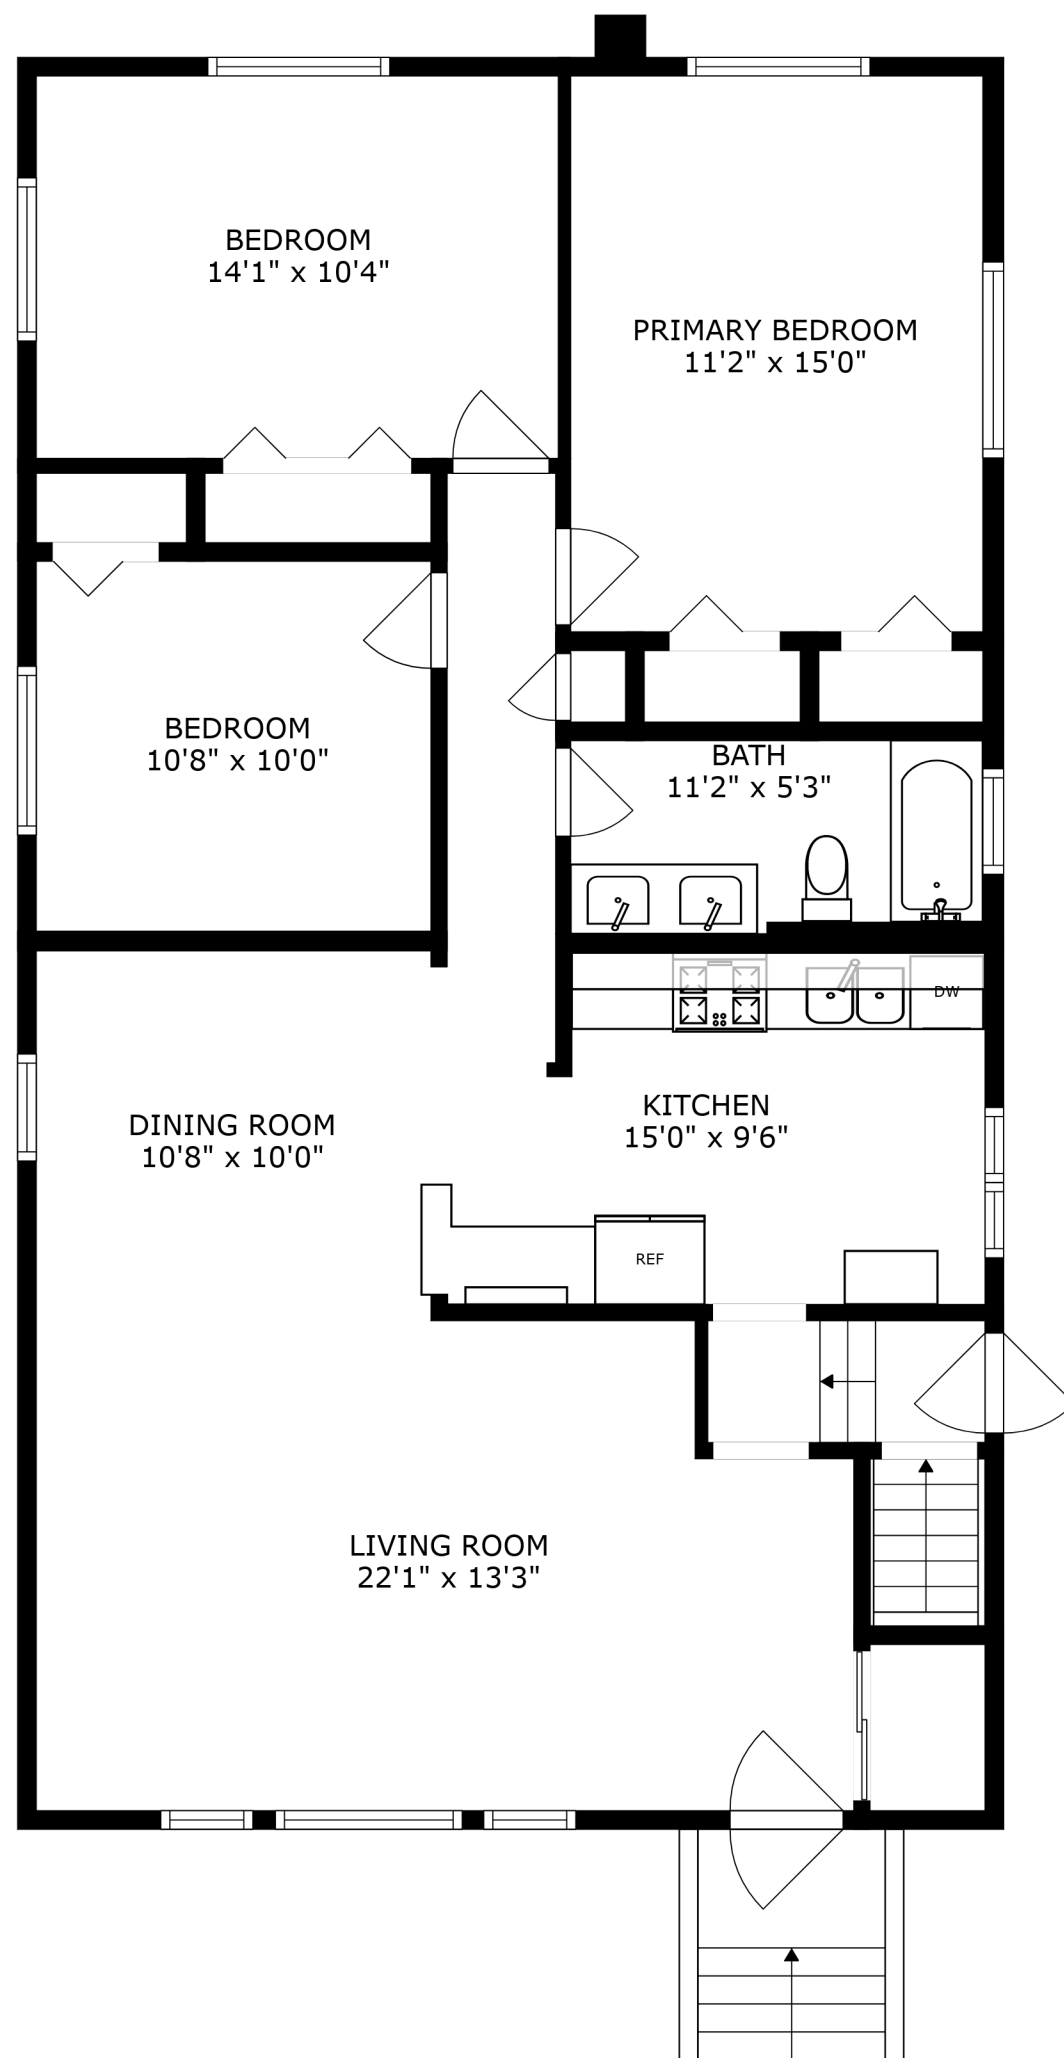 BEDROOM
14'1" x 10'4"
PRIMARY BEDROOM
11'2" x 15'0"
BEDROOM
10'8" x 10'0"
BATH
11'2" x 5'3"
DW
KITCHEN
15'0" x 9'6"
DINING ROOM
10'8" x 10'0"
REF
LIVING ROOM
22'1" x 13'3"